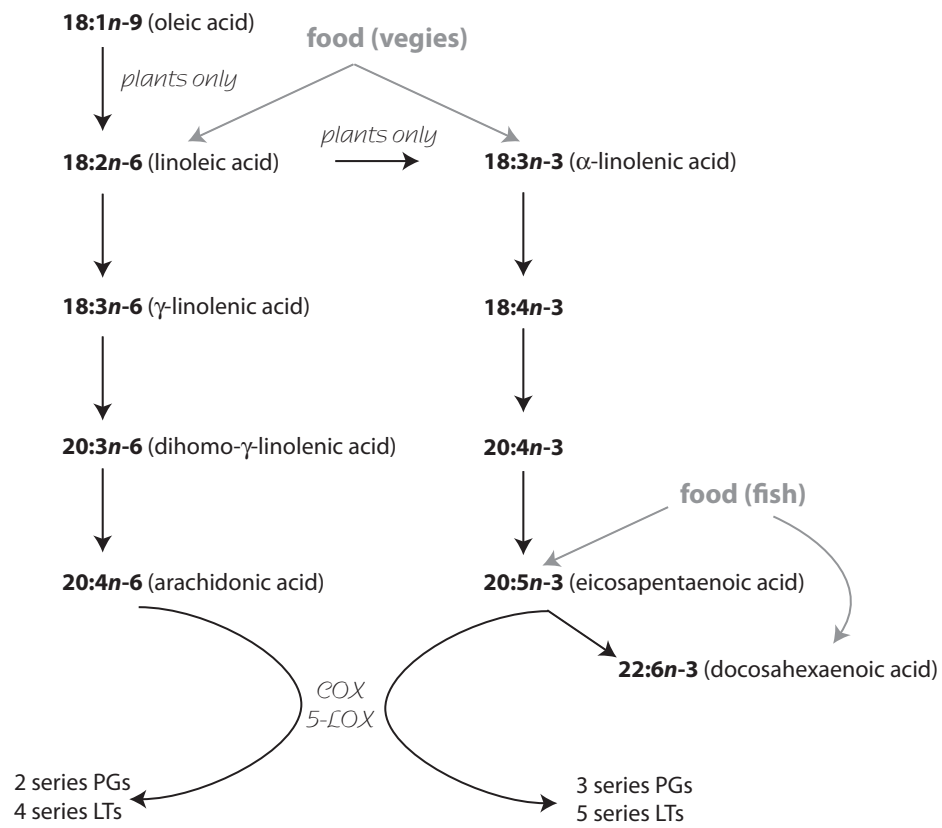 18:1n-9 (oleic acid)
food (vegies)
plants only
plants only
18:2n-6 (linoleic acid)
18:3n-3 (α-linolenic acid)
18:3n-6 (γ-linolenic acid)
18:4n-3
20:3n-6 (dihomo-γ-linolenic acid)
20:4n-3
food (fish)
20:4n-6 (arachidonic acid)
20:5n-3 (eicosapentaenoic acid)
22:6n-3 (docosahexaenoic acid)
COX
5-LOX
2 series PGs
4 series LTs
3 series PGs
5 series LTs